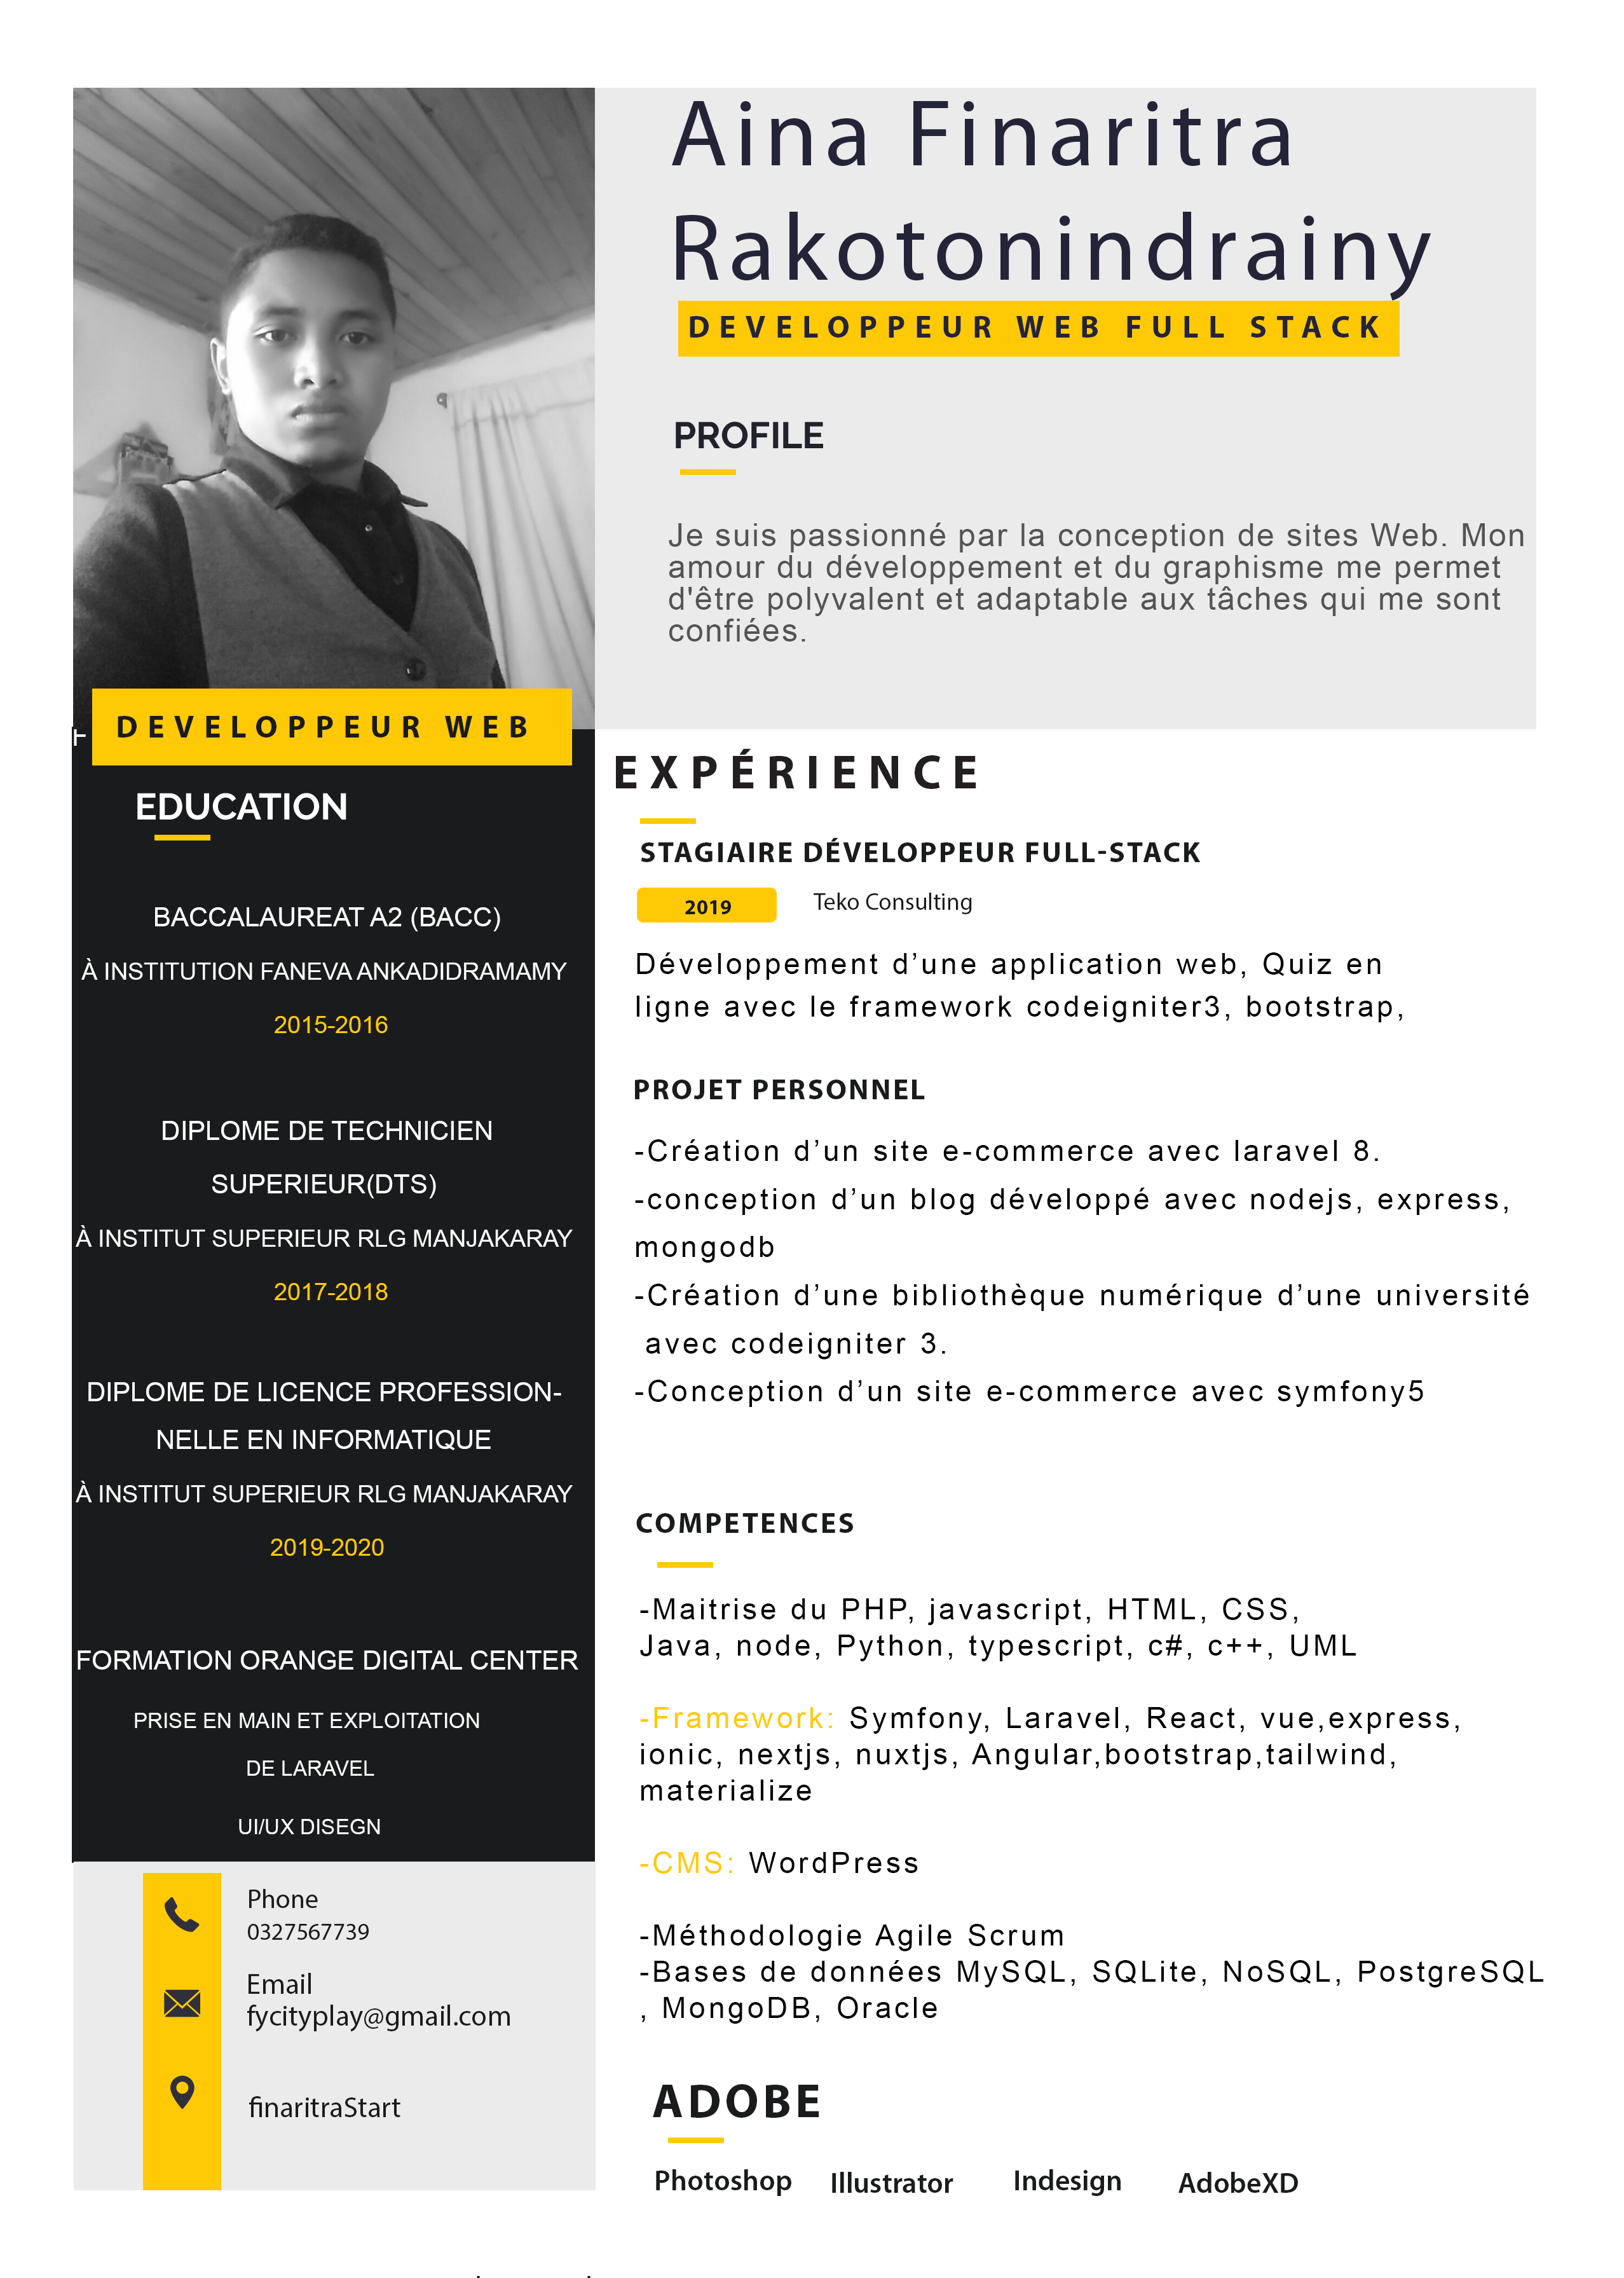 Aina Finaritra
Rakotonindrainy
DEVELOPPEUR WEB FULL STACK
PROFILE
Je suis passionné par la conception de sites Web. Mon
amour du développement et du graphisme me permet
d'être polyvalent et adaptable aux tâches qui me sont
confiées.
DEVELOPPEUR WEB
EDUCATION
BACCALAUREAT A2 (BACC)
À INSTITUTION FANEVA ANKADIDRAMAMY
2015-2016
DIPLOME DE TECHNICIEN
SUPERIEUR(DTS)
À INSTITUT SUPERIEUR RLG MANJAKARAY
2017-2018
DIPLOME DE LICENCE PROFESSION-
NELLE EN INFORMATIQUE
À INSTITUT SUPERIEUR RLG MANJAKARAY
2019-2020
FORMATION ORANGE DIGITAL CENTER
PRISE EN MAIN ET EXPLOITATION
DE LARAVEL
UI/UX DISEGN
Phone
0327567739
Email
fycityplay@gmail.com
finaritraStart
EXPÉRIENCE
STAGIAIRE DÉVELOPPEUR FULL-STACK
2019 Teko Consulting
Développement d’une application web, Quiz en
ligne avec le framework codeigniter3, bootstrap,
PROJET PERSONNEL
-Création d’un site e-commerce avec laravel 8.
-conception d’un blog développé avec nodejs, express,
mongodb
-Création d’une bibliothèque numérique d’une université
avec codeigniter 3.
-Conception d’un site e-commerce avec symfony5
COMPETENCES
-Maitrise du PHP, javascript, HTML, CSS,
Java, node, Python, typescript, c#, c++, UML
-Framework: Symfony, Laravel, React, vue,express,
ionic, nextjs, nuxtjs, Angular,bootstrap,tailwind,
materialize
-CMS: WordPress
-Méthodologie Agile Scrum
-Bases de données MySQL, SQLite, NoSQL, PostgreSQL
, MongoDB, Oracle
ADOBE
Photoshop Illustrator Indesign AdobeXD